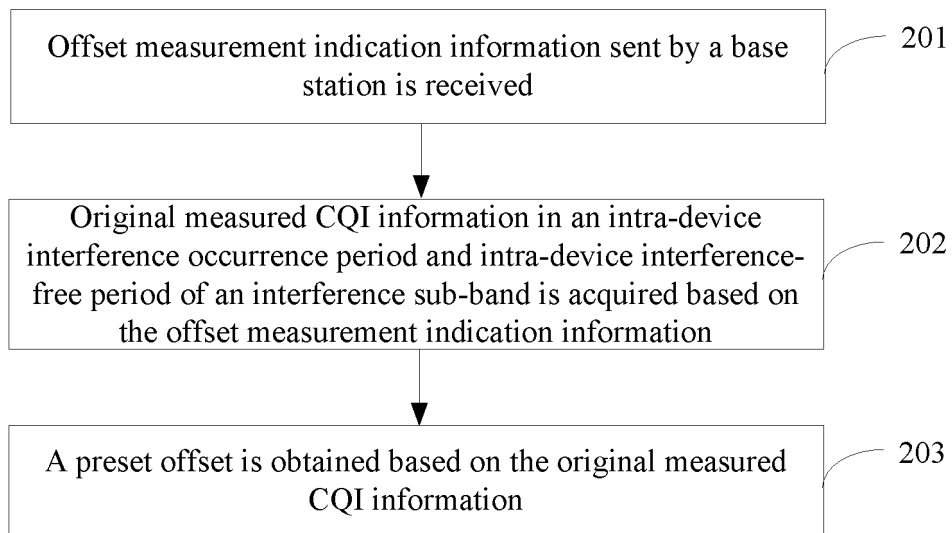 Offset measurement indication information sent by a base
station is received
201
Original measured CQI information in an intra-device
interference occurrence period and intra-device interference-
free period of an interference sub-band is acquired based on
the offset measurement indication information
202
A preset offset is obtained based on the original measured
CQI information
203